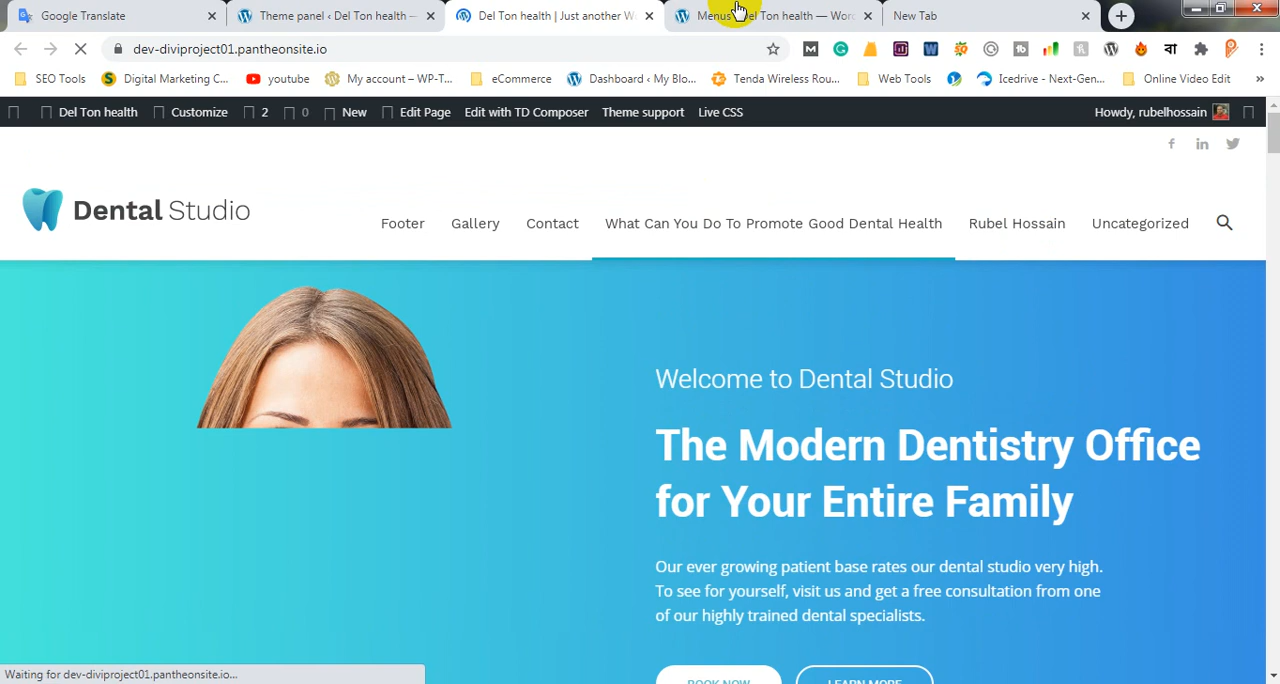 Google Translate
Theme panel ‹ Del Ton health —
Del Ton health | Just another W
Menus Del Ton health — Wor
New Tab
dev-diviproject01.pantheonsite.io
SEO Tools
Digital Marketing C...
youtube
My account – WP-T...
eCommerce
Dashboard ‹ My Blo...
Tenda Wireless Rou...
Web Tools
Icedrive - Next-Gen...
Online Video Edit
»
Del Ton health
Customize
2
0
New
Edit Page
Edit with TD Composer
Theme support
Live CSS
Howdy, rubelhossain
Dental Studio
Footer
Gallery
Contact
What Can You Do To Promote Good Dental Health
Rubel Hossain
Uncategorized
Welcome to Dental Studio
The Modern Dentistry Office
for Your Entire Family
Our ever growing patient base rates our dental studio very high.
To see for yourself, visit us and get a free consultation from one
of our highly trained dental specialists.
BOOK NOW
LEARN MORE
Waiting for dev-diviproject01.pantheonsite.io...